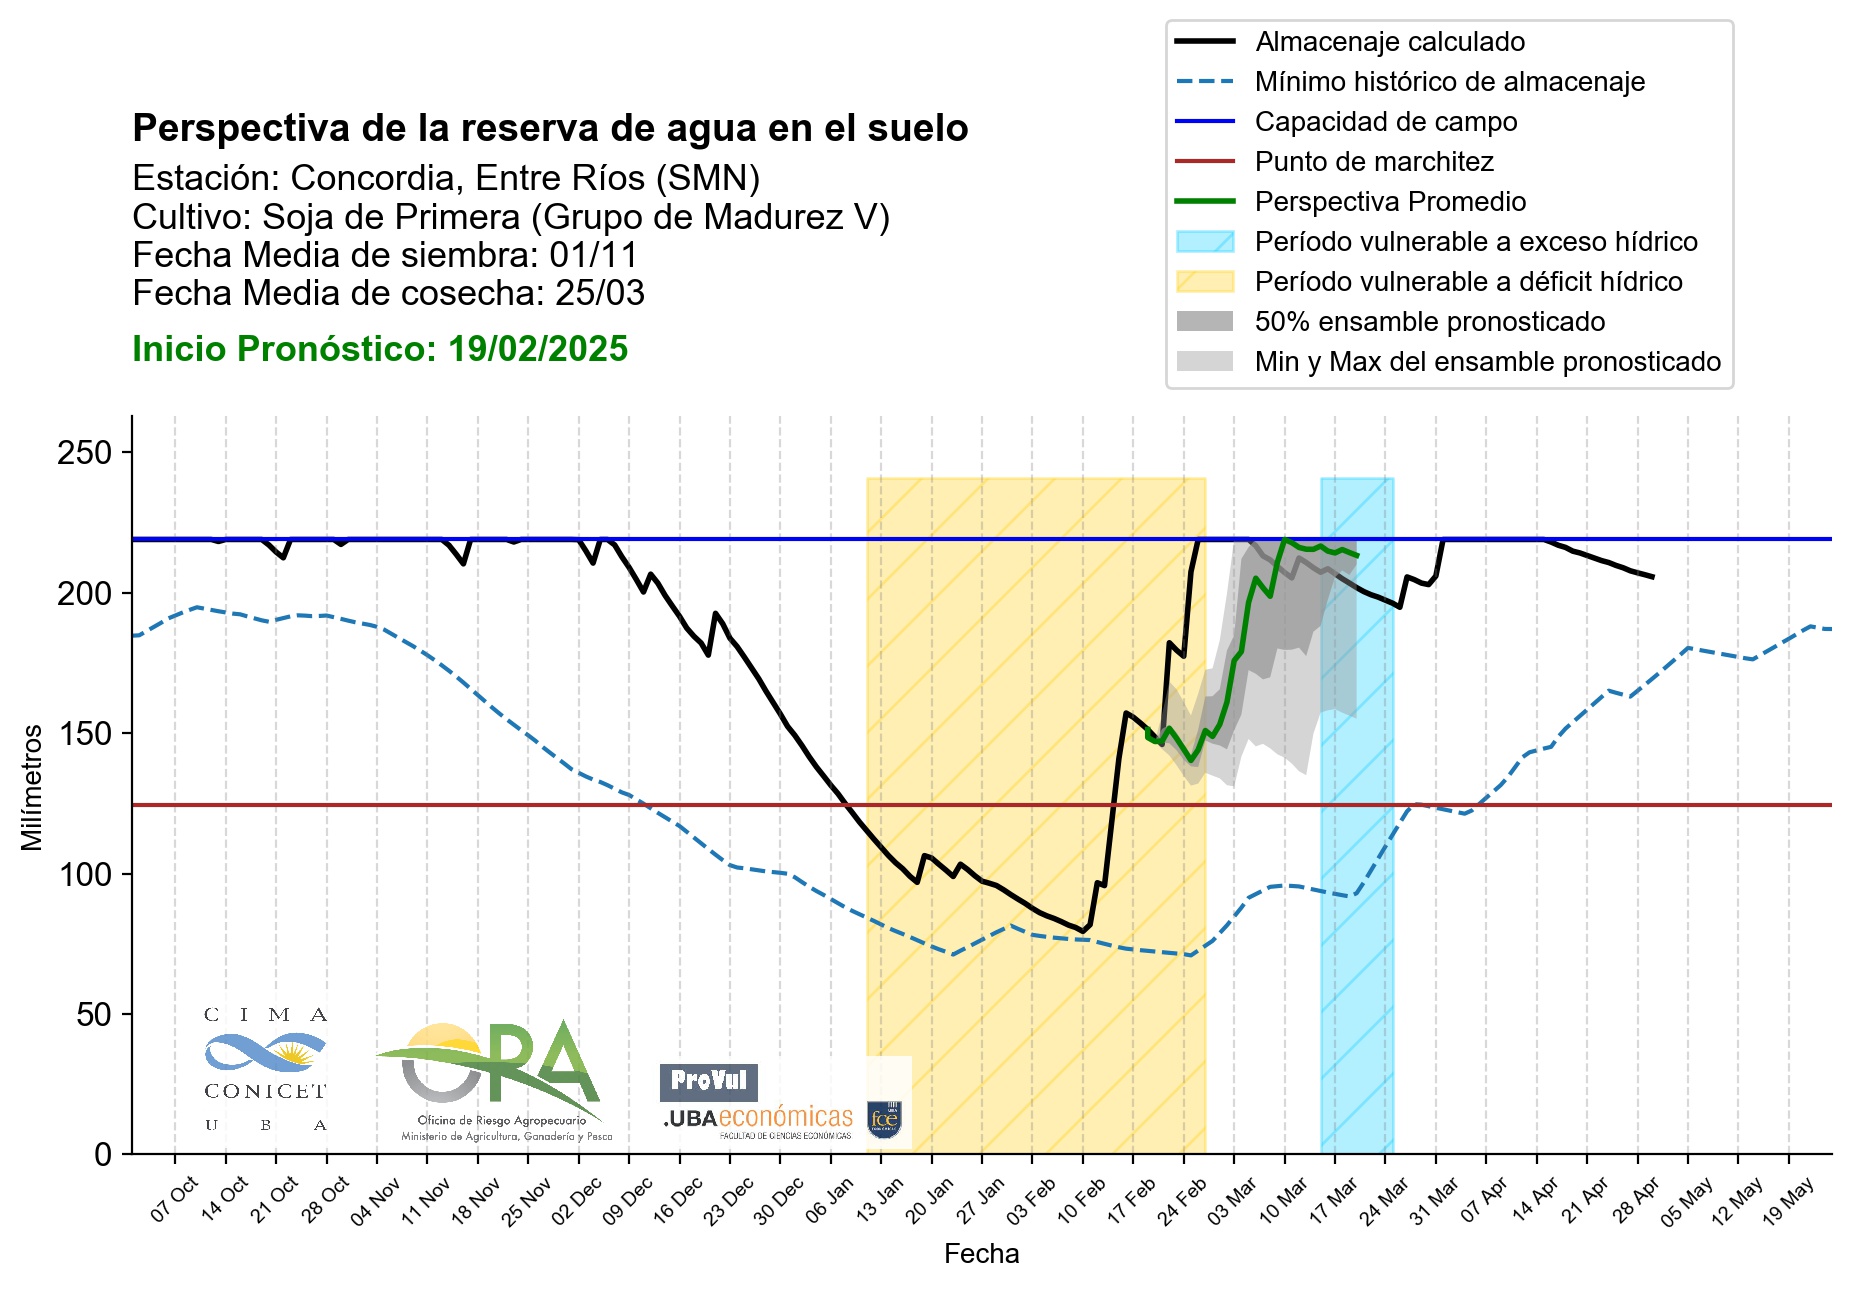 Almacenaje calculado
Mínimo histórico de almacenaje
Capacidad de campo
Punto de marchitez
Perspectiva Promedio
Período vulnerable a exceso hídrico
Período vulnerable a déficit hídrico
50% ensamble pronosticado
Min y Max del ensamble pronosticado
Perspectiva de la reserva de agua en el suelo
Estación: Concordia, Entre Ríos (SMN)
Cultivo: Soja de Primera (Grupo de Madurez V)
Fecha Media de siembra: 01/11
Fecha Media de cosecha: 25/03
Inicio Pronóstico: 19/02/2025
Milímetros
250
200
150
100
50
0
CIMA
CONICET
UBA
OPA
Oficina de Riesgo Agropecuario
Ministerio de Agricultura, Ganadería y Pesca
ProVul
.UBAeconómicas
FACULTAD DE CIENCIAS ECONÓMICAS
UBA
fce
07 Oct
14 Oct
21 Oct
28 Oct
04 Nov
11 Nov
18 Nov
25 Nov
02 Dec
09 Dec
16 Dec
23 Dec
30 Dec
06 Jan
13 Jan
20 Jan
27 Jan
03 Feb
10 Feb
17 Feb
24 Feb
03 Mar
10 Mar
17 Mar
24 Mar
31 Mar
07 Apr
14 Apr
21 Apr
28 Apr
05 May
12 May
19 May
Fecha